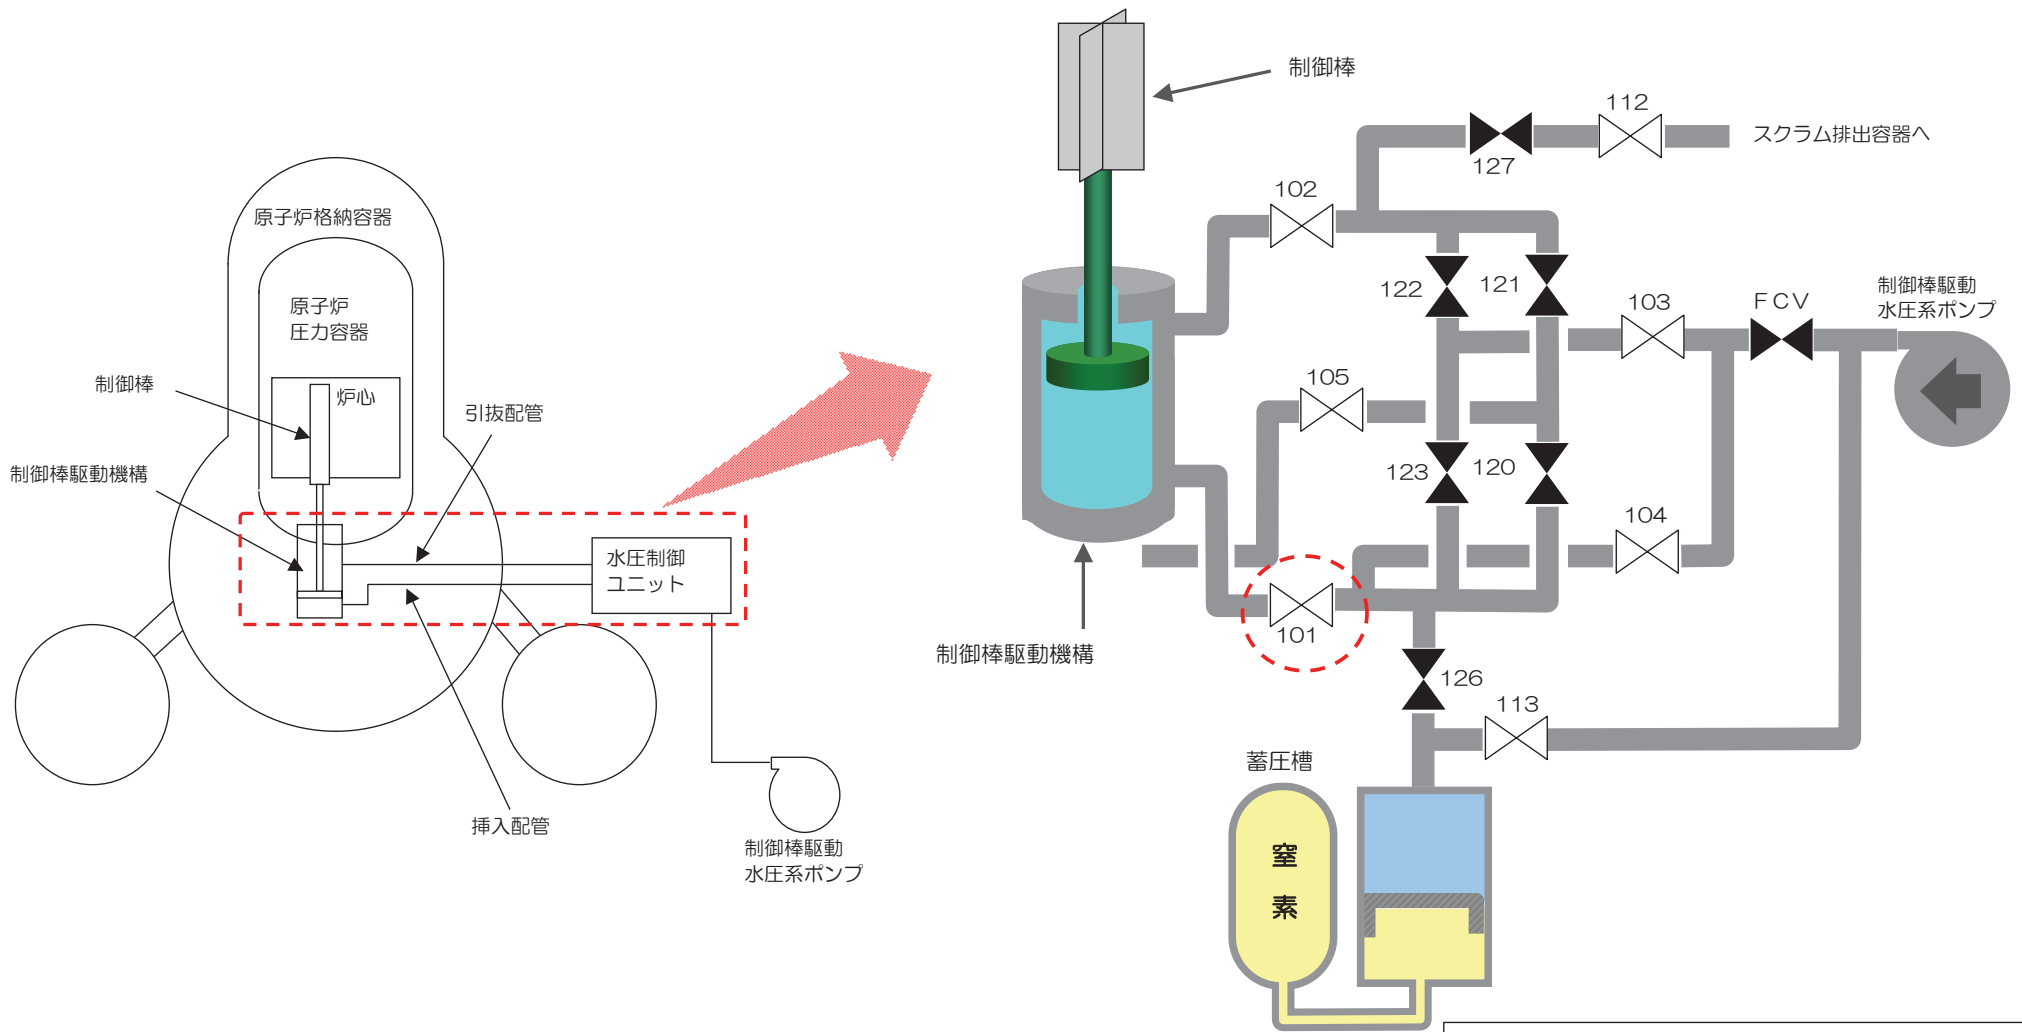 原子炉格納容器
原子炉
圧力容器
制御棒
炉心
引抜配管
制御棒駆動機構
水圧制御
ユニット
挿入配管
制御棒駆動
水圧系ポンプ
制御棒
112
スクラム排出容器へ
127
102
122
121
103
FCV
制御棒駆動
水圧系ポンプ
105
123
120
104
101
制御棒駆動機構
126
113
蓄圧槽
窒
素